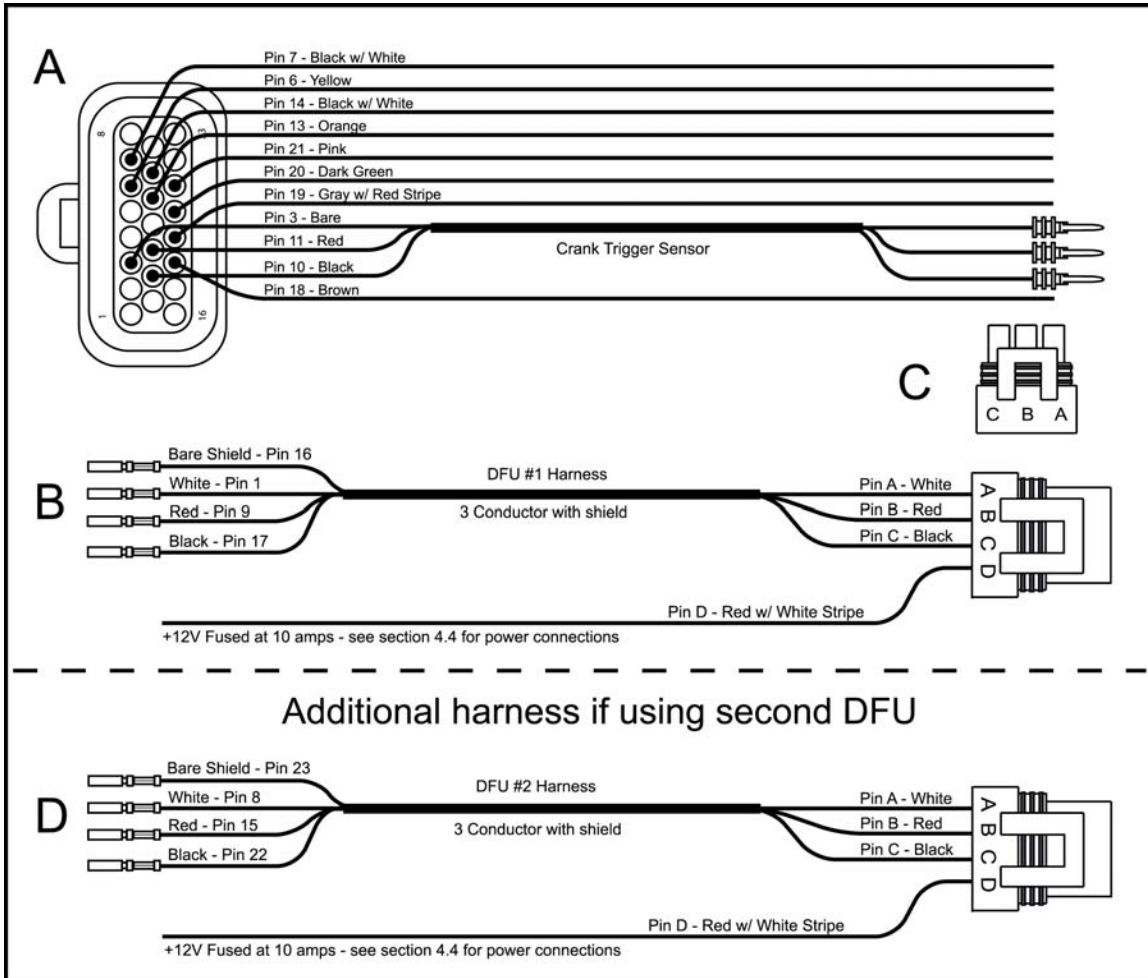 A
Pin 7 - Black w/ White
Pin 6 - Yellow
Pin 14 - Black w/ White
Pin 13 - Orange
Pin 21 - Pink
Pin 20 - Dark Green
Pin 19 - Gray w/ Red Stripe
Pin 3 - Bare
Pin 11 - Red
Pin 10 - Black
Pin 18 - Brown
8
23
1
16
Crank Trigger Sensor
C
C B A
B
Bare Shield - Pin 16
White - Pin 1
Red - Pin 9
Black - Pin 17
DFU #1 Harness
3 Conductor with shield
Pin A - White
Pin B - Red
Pin C - Black
Pin D - Red w/ White Stripe
A
B
C
D
+12V Fused at 10 amps - see section 4.4 for power connections
Additional harness if using second DFU
D
Bare Shield - Pin 23
White - Pin 8
Red - Pin 15
Black - Pin 22
DFU #2 Harness
3 Conductor with shield
Pin A - White
Pin B - Red
Pin C - Black
Pin D - Red w/ White Stripe
A
B
C
D
+12V Fused at 10 amps - see section 4.4 for power connections